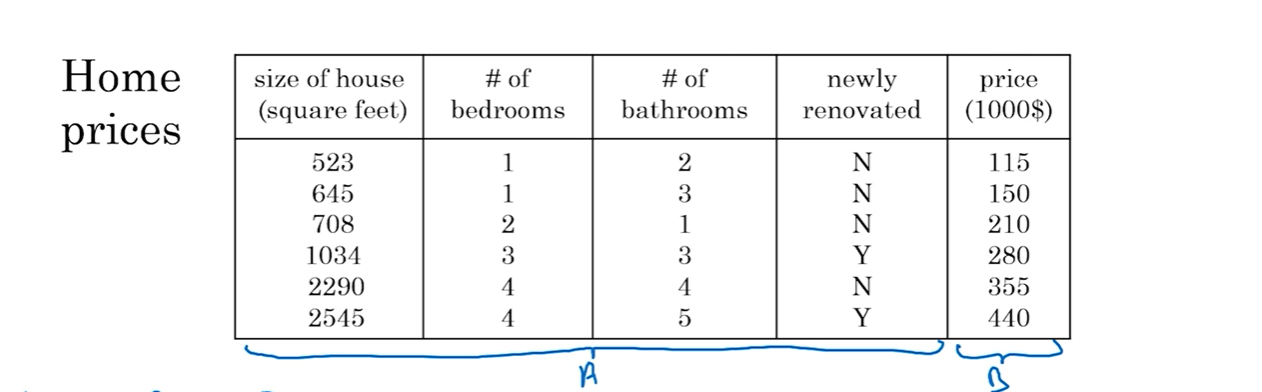 Home
prices
size of house # of # of newly price
(square feet) bedrooms bathrooms renovated (1000$)
523 1 2 N 115
645 1 3 N 150
708 2 1 N 210
1034 3 3 Y 280
2290 4 4 N 355
2545 4 5 Y 440
A B